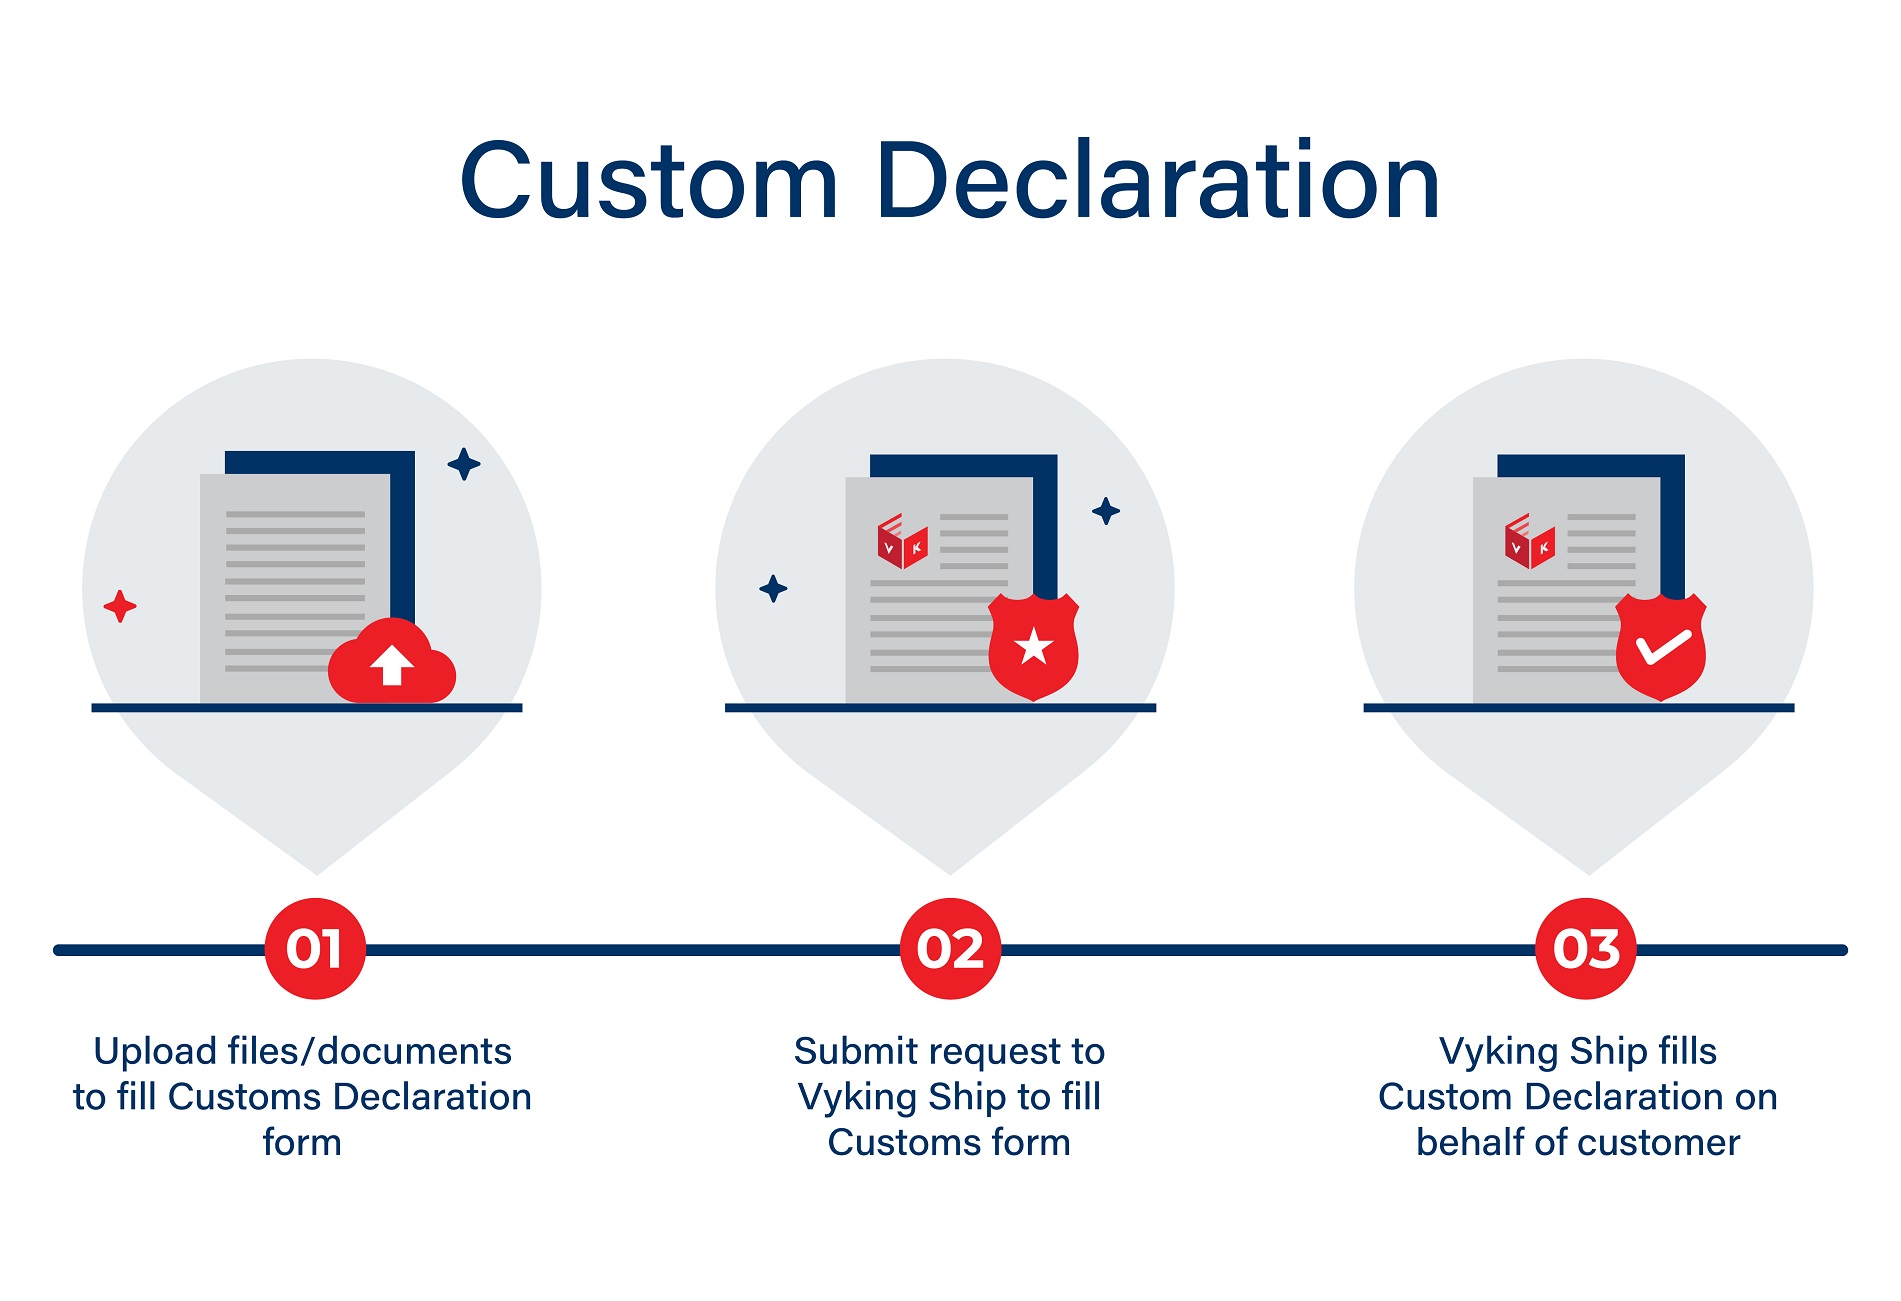 Custom Declaration
V K
V K
01
02
03
Upload files/documents
to fill Customs Declaration
form
Submit request to
Vyking Ship to fill
Customs form
Vyking Ship fills
Custom Declaration on
behalf of customer